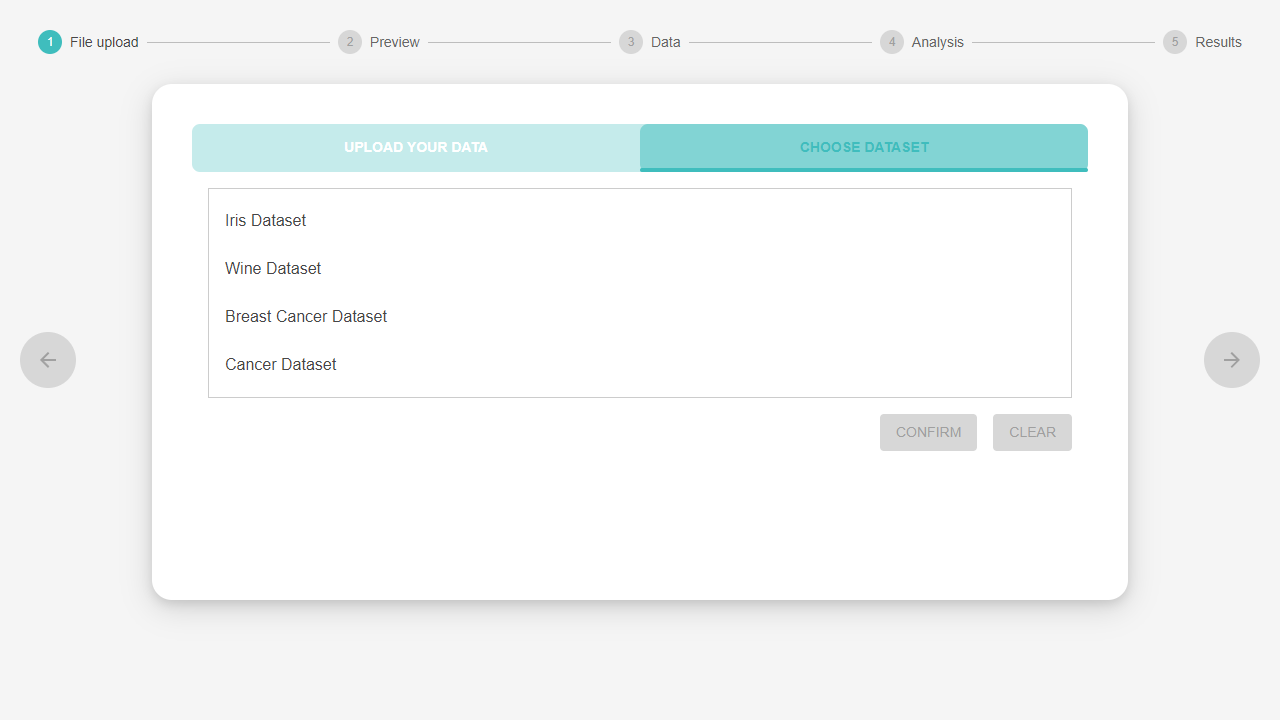 1 File upload 2 Preview 3 Data 4 Analysis 5 Results
UPLOAD YOUR DATA CHOOSE DATASET
Iris Dataset
Wine Dataset
Breast Cancer Dataset
Cancer Dataset
CONFIRM CLEAR